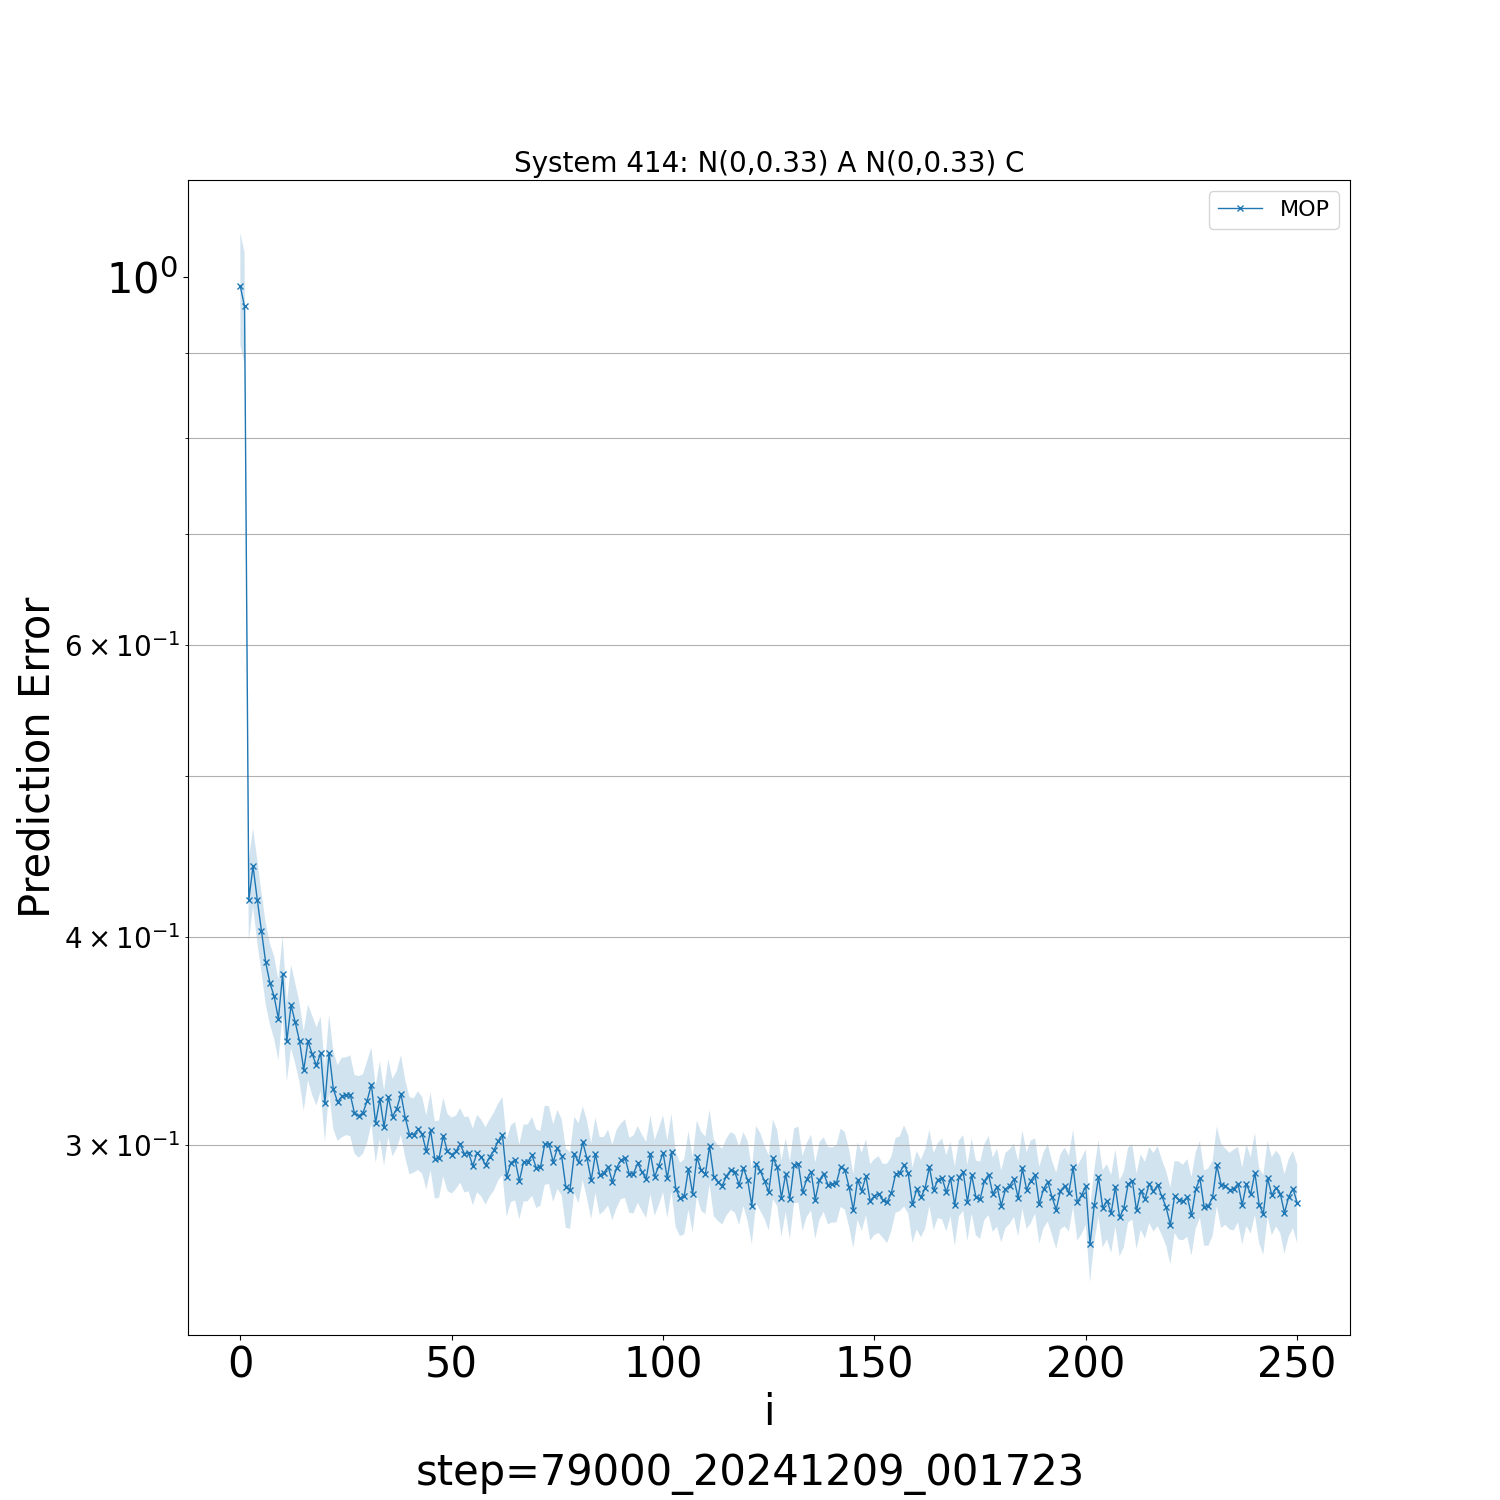 System 414: N(0,0.33) A N(0,0.33) C
MOP
10⁰
6 × 10⁻¹
4 × 10⁻¹
3 × 10⁻¹
Prediction Error
0 50 100 150 200 250
i
step=79000_20241209_001723